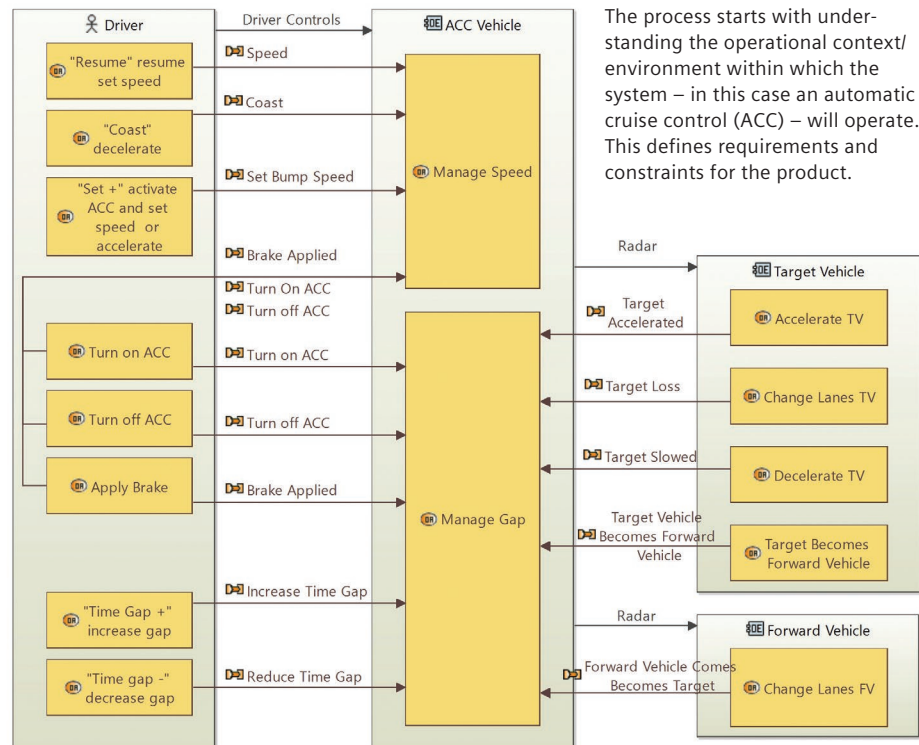 Driver
Driver Controls
ACC Vehicle
The process starts with under-
standing the operational context/
environment within which the
system – in this case an automatic
cruise control (ACC) – will operate.
This defines requirements and
constraints for the product.
"Resume" resume
set speed
Speed
"Coast"
decelerate
Coast
"Set +" activate
ACC and set
speed or
accelerate
Set Bump Speed
Manage Speed
Brake Applied
Turn On ACC
Turn off ACC
Turn on ACC
Turn on ACC
Turn off ACC
Turn off ACC
Apply Brake
Brake Applied
Manage Gap
"Time Gap +"
increase gap
Increase Time Gap
"Time gap -"
decrease gap
Reduce Time Gap
Radar
Target Vehicle
Target
Accelerated
Accelerate TV
Target Loss
Change Lanes TV
Target Slowed
Decelerate TV
Target Vehicle
Becomes Forward
Vehicle
Target Becomes
Forward Vehicle
Radar
Forward Vehicle
Forward Vehicle Comes
Becomes Target
Change Lanes FV